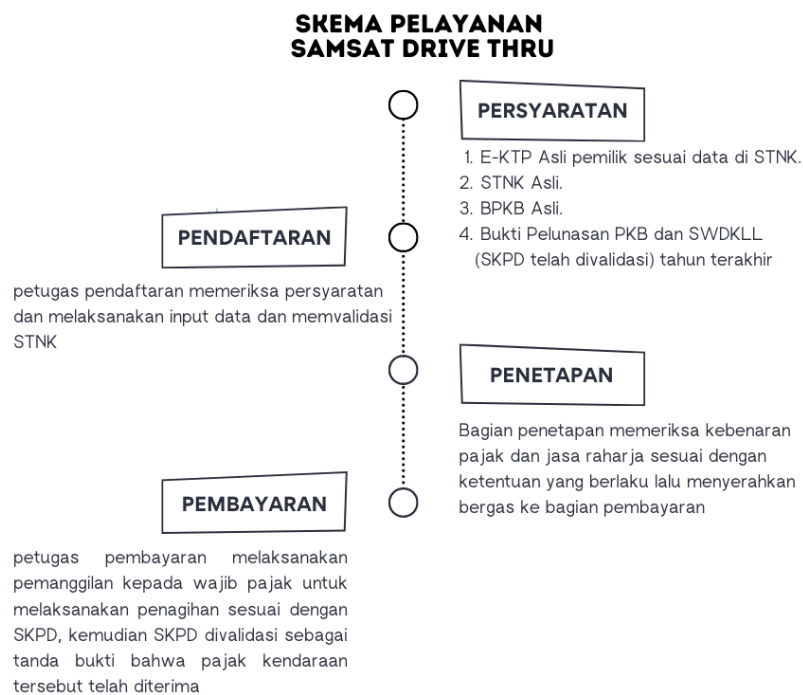 SKEMA PELAYANAN
SAMSAT DRIVE THRU
PERSYARATAN
1. E-KTP Asli pemilik sesuai data di STNK.
2. STNK Asli.
3. BPKB Asli.
4. Bukti Pelunasan PKB dan SWDKLL
(SKPD telah divalidasi) tahun terakhir
PENDAFTARAN
petugas pendaftaran memeriksa persyaratan
dan melaksanakan input data dan memvalidasi
STNK
PENETAPAN
Bagian penetapan memeriksa kebenaran
pajak dan jasa raharja sesuai dengan
ketentuan yang berlaku lalu menyerahkan
bergas ke bagian pembayaran
PEMBAYARAN
petugas pembayaran melaksanakan
pemanggilan kepada wajib pajak untuk
melaksanakan penagihan sesuai dengan
SKPD, kemudian SKPD divalidasi sebagai
tanda bukti bahwa pajak kendaraan
tersebut telah diterima